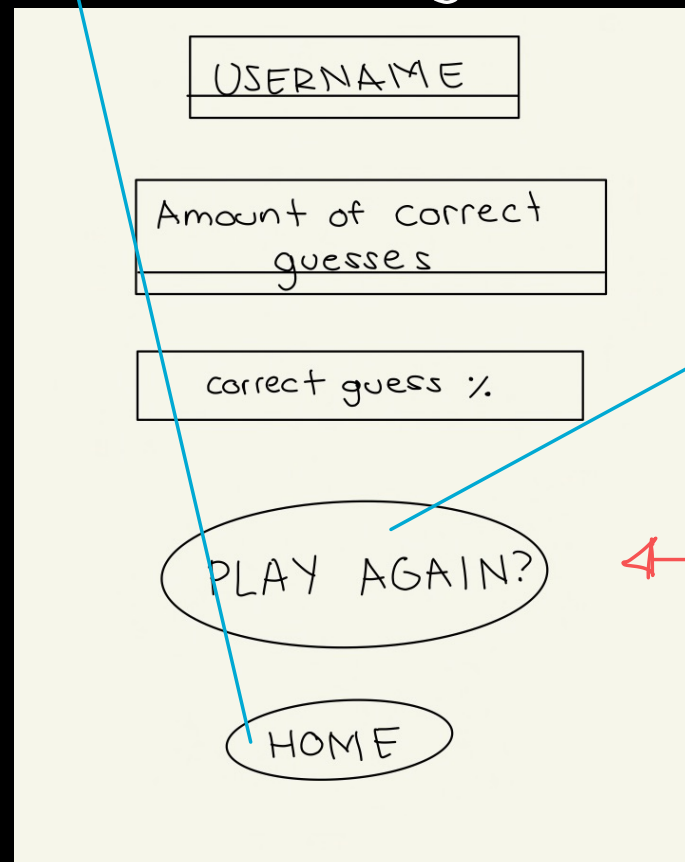 USERNAME
Amount of correct
guesses
correct guess %
PLAY AGAIN?
HOME